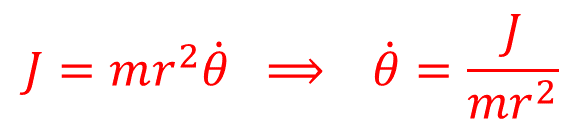 J = mr²θ̇ ⟹ θ̇ = J/mr²